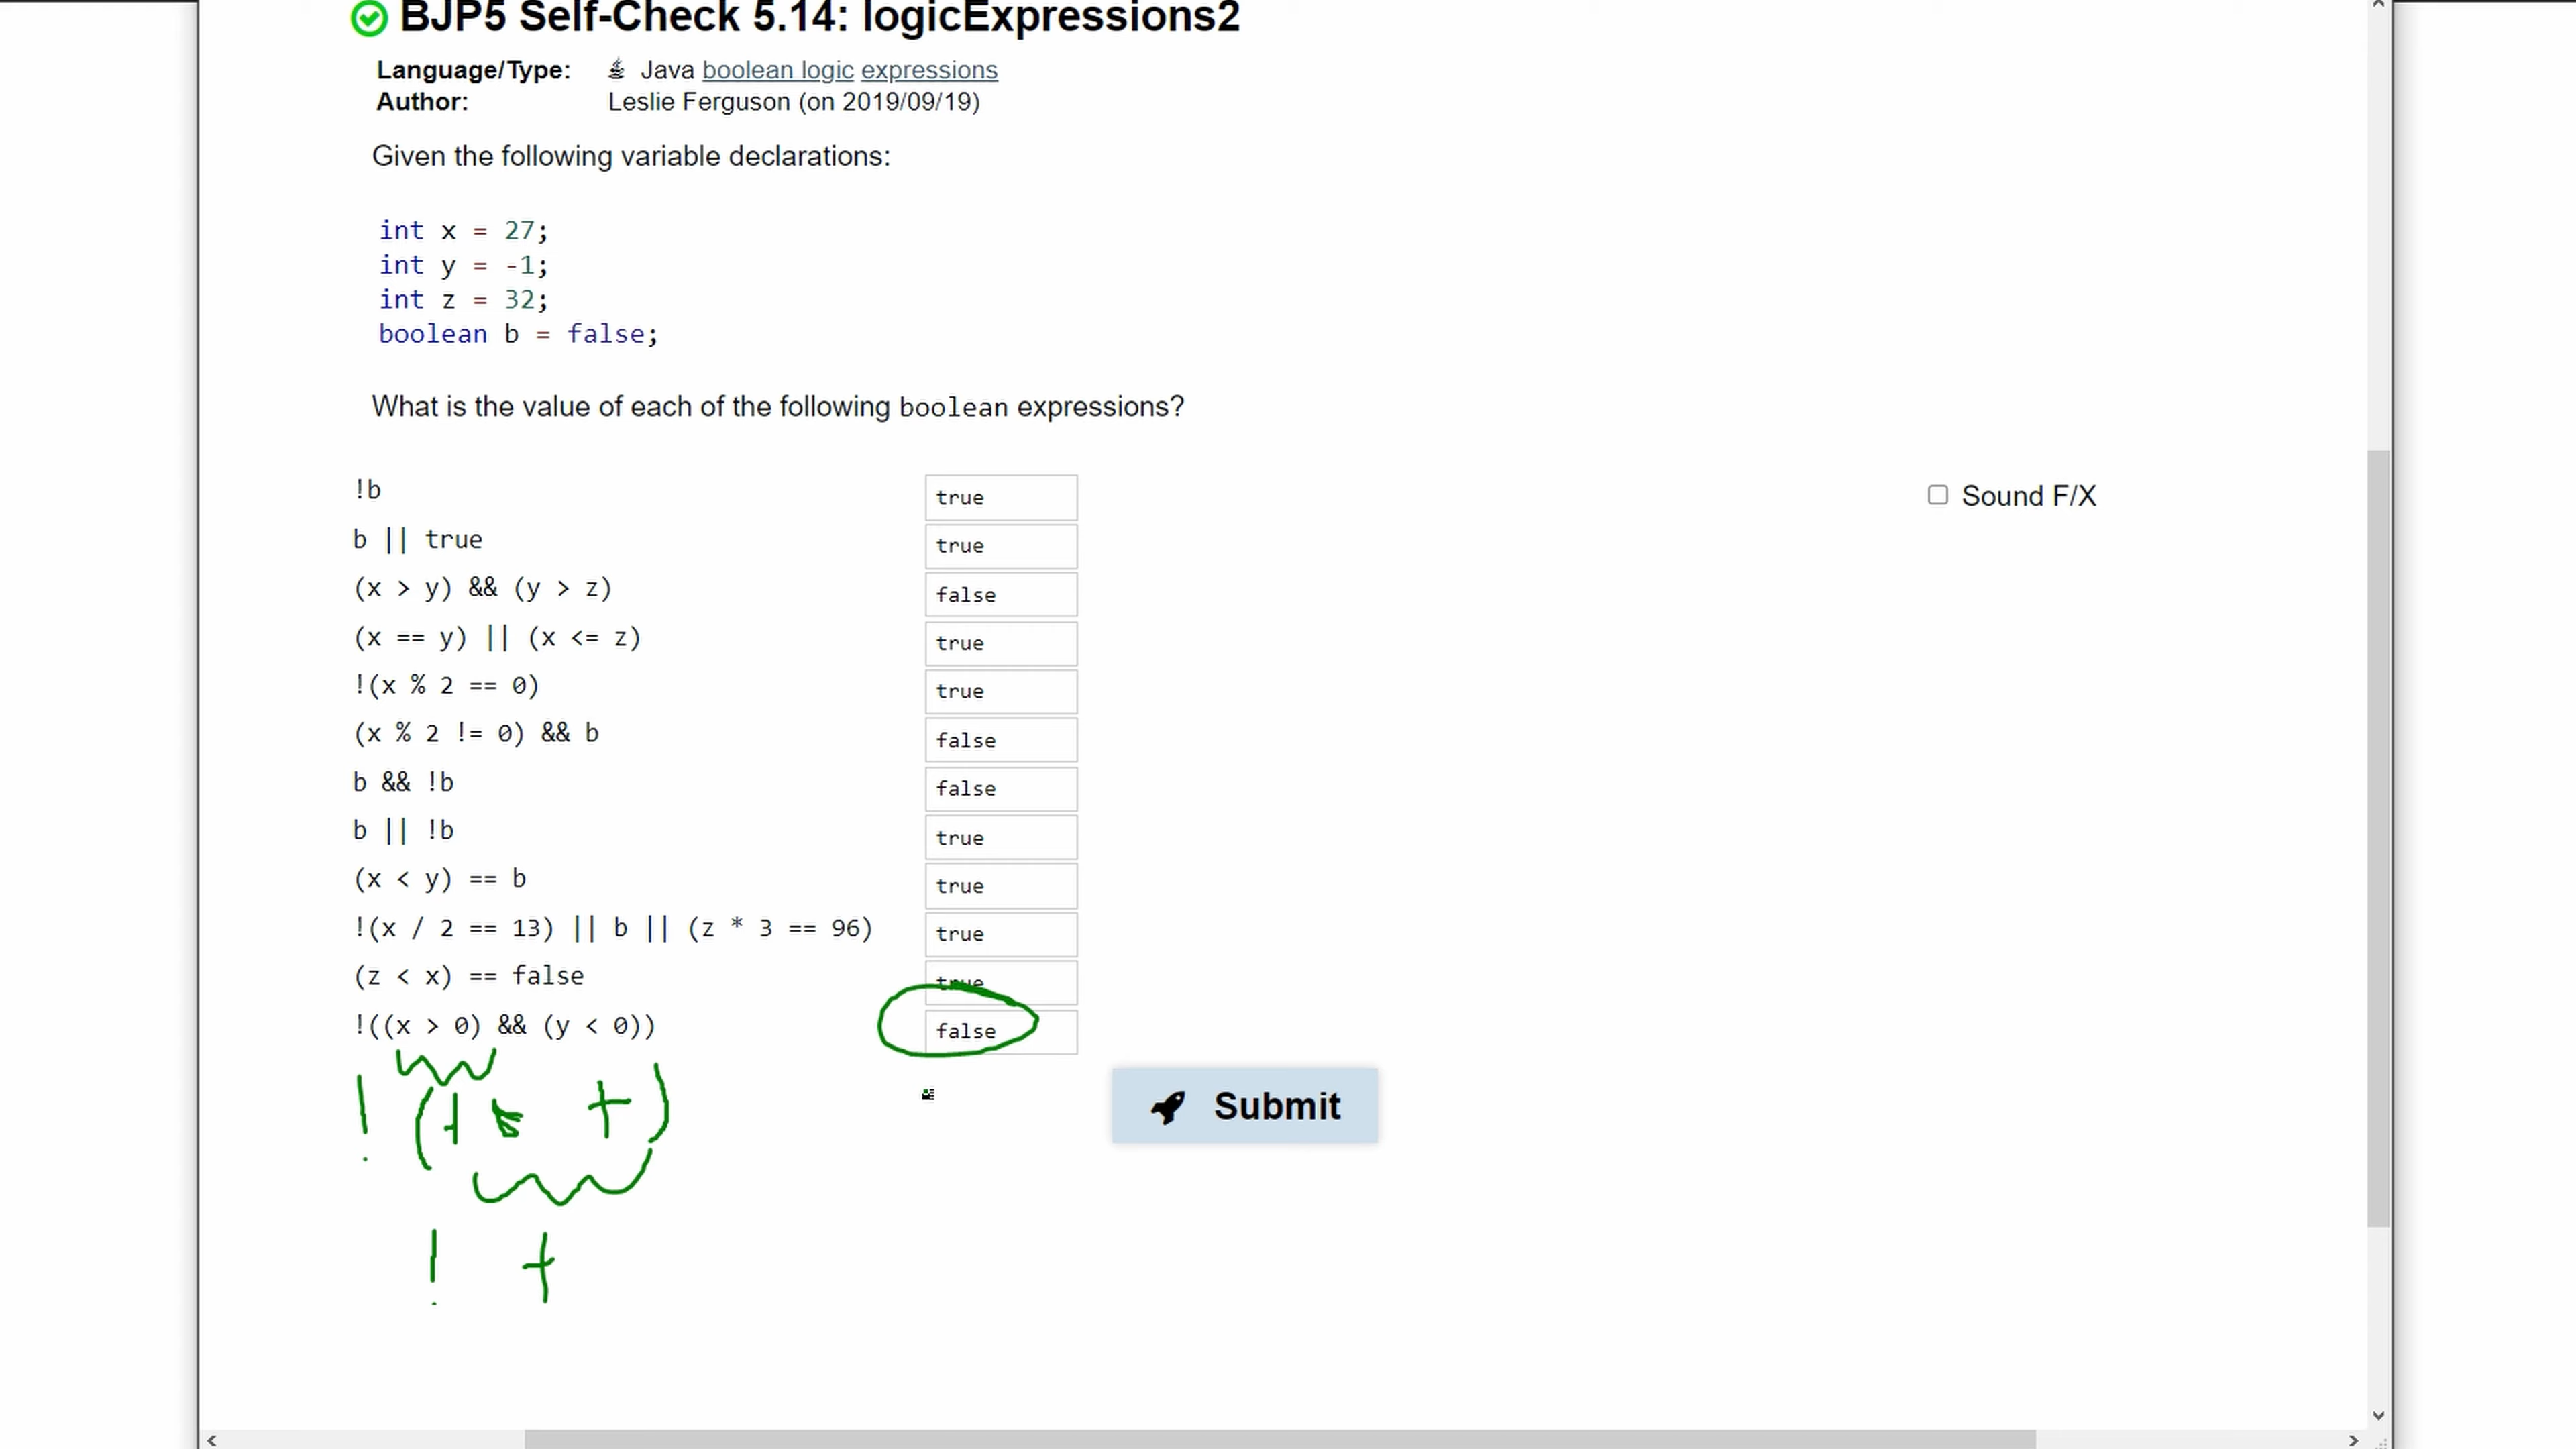 BJP5 Self-Check 5.14: logicExpressions2
Language/Type: Java boolean logic expressions
Author: Leslie Ferguson (on 2019/09/19)
Given the following variable declarations:
int x = 27;
int y = -1;
int z = 32;
boolean b = false;
What is the value of each of the following boolean expressions?
!b true
Sound F/X
b || true true
(x > y) && (y > z) false
(x == y) || (x <= z) true
!(x % 2 == 0) true
(x % 2 != 0) && b false
b && !b false
b || !b true
(x < y) == b true
!(x / 2 == 13) || b || (z * 3 == 96) true
(z < x) == false true
!((x > 0) && (y < 0)) false
Submit
! ( t t )
! t